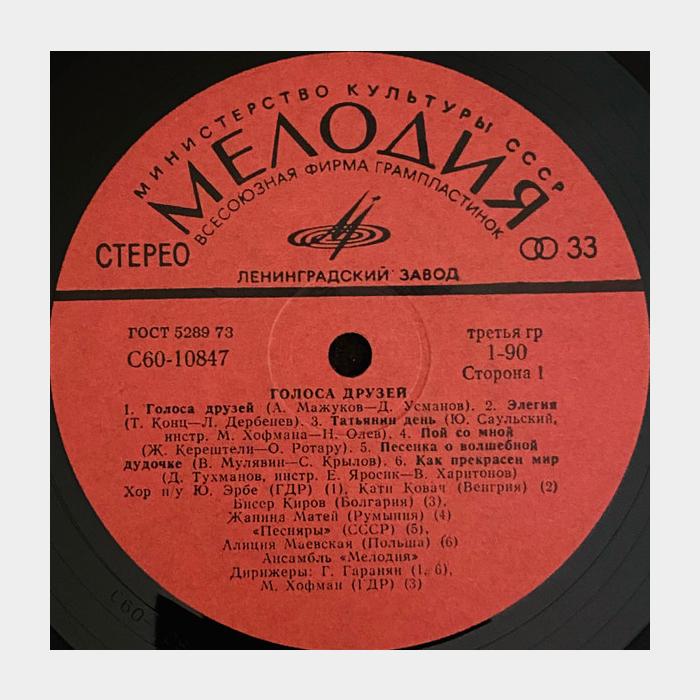 МИНИСТЕРСТВО КУЛЬТУРЫ СССР
МЕЛОДИЯ
ВСЕСОЮЗНАЯ ФИРМА ГРАМПЛАСТИНОК
СТЕРЕО
33
ЛЕНИНГРАДСКИЙ ЗАВОД
ГОСТ 5289 73
С60-10847
третья гр
1-90
Сторона 1
ГОЛОСА ДРУЗЕЙ
1. Голоса друзей (А. Мажуков—Д. Усманов). 2. Элегия
(Т. Конц—Л. Дербенев). 3. Татьянин день (Ю. Саульский,
инстр. М. Хофмана—Н. Олев). 4. Пой со мной
(Ж. Керештели—О. Ротару). 5. Песенка о волшебной
дудочке (В. Мулявин—С. Крылов). 6. Как прекрасен мир
(Д. Тухманов, инстр. Е. Яросик—В. Харитонов)
Хор п/у Ю. Эрбе (ГДР) (1), Кати Ковач (Венгрия) (2)
Бисер Киров (Болгария) (3),
Жанина Матей (Румыния) (4)
«Песняры» (СССР) (5),
Алиция Маевская (Польша) (6)
Ансамбль «Мелодия»
Дирижеры: Г. Гаранян (1, 6),
М. Хофман (ГДР) (3)